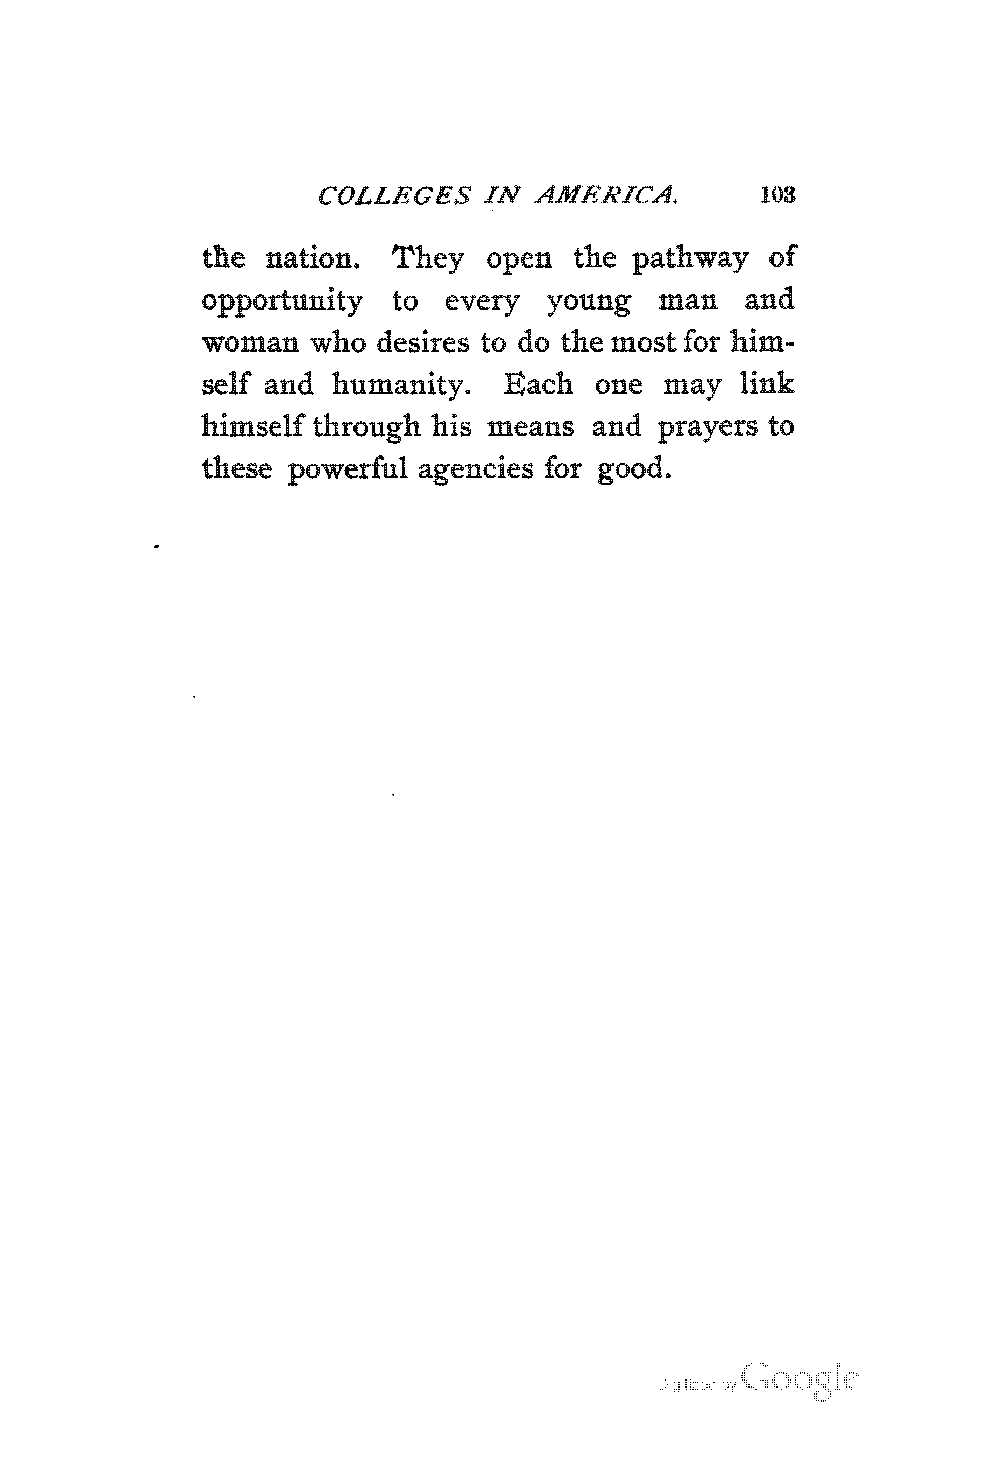 COLLEGES IN AMERICA. 103
the nation. They open the pathway of
opportunity to every young man and
woman who desires to do the most for him-
self and humanity. Each one may link
himself through his means and prayers to
these powerful agencies for good.
Digitized by Google